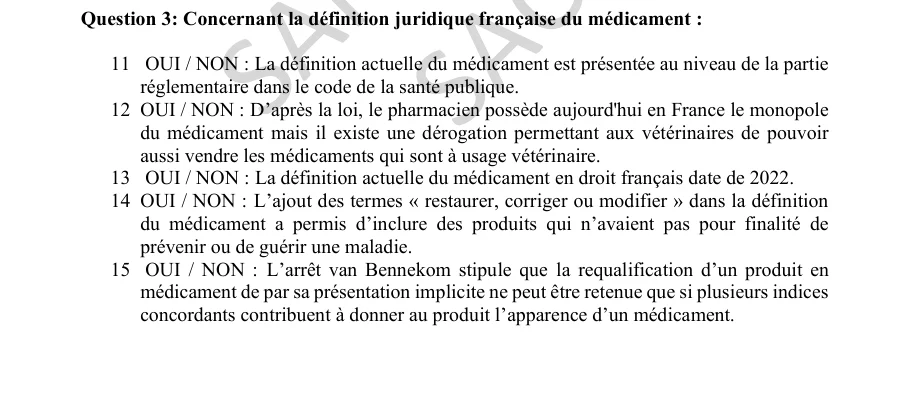 Question 3: Concernant la définition juridique française du médicament :
11 OUI / NON : La définition actuelle du médicament est présentée au niveau de la partie
réglementaire dans le code de la santé publique.
12 OUI / NON : D’après la loi, le pharmacien possède aujourd'hui en France le monopole
du médicament mais il existe une dérogation permettant aux vétérinaires de pouvoir
aussi vendre les médicaments qui sont à usage vétérinaire.
13 OUI / NON : La définition actuelle du médicament en droit français date de 2022.
14 OUI / NON : L’ajout des termes « restaurer, corriger ou modifier » dans la définition
du médicament a permis d’inclure des produits qui n’avaient pas pour finalité de
prévenir ou de guérir une maladie.
15 OUI / NON : L’arrêt van Bennekom stipule que la requalification d’un produit en
médicament de par sa présentation implicite ne peut être retenue que si plusieurs indices
concordants contribuent à donner au produit l’apparence d’un médicament.